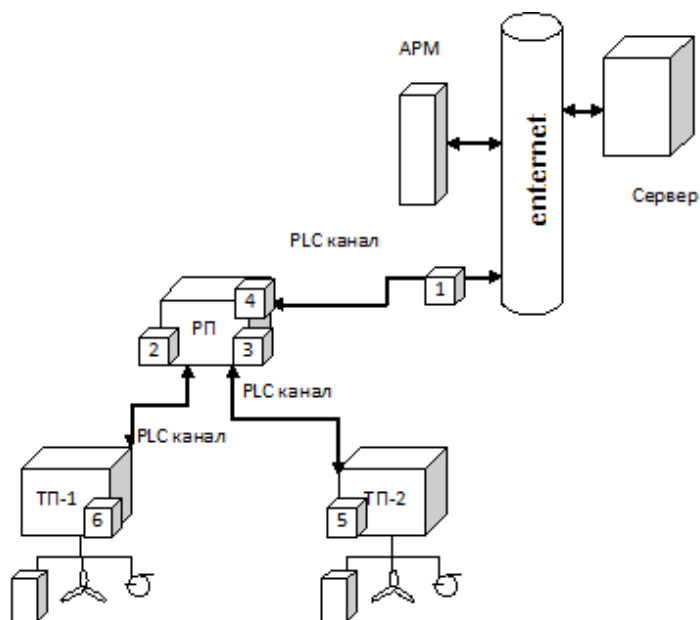 АРМ
enternet
Сервер
PLC канал
1
4
РП
2
3
PLC канал
PLC канал
ТП-1
6
ТП-2
5